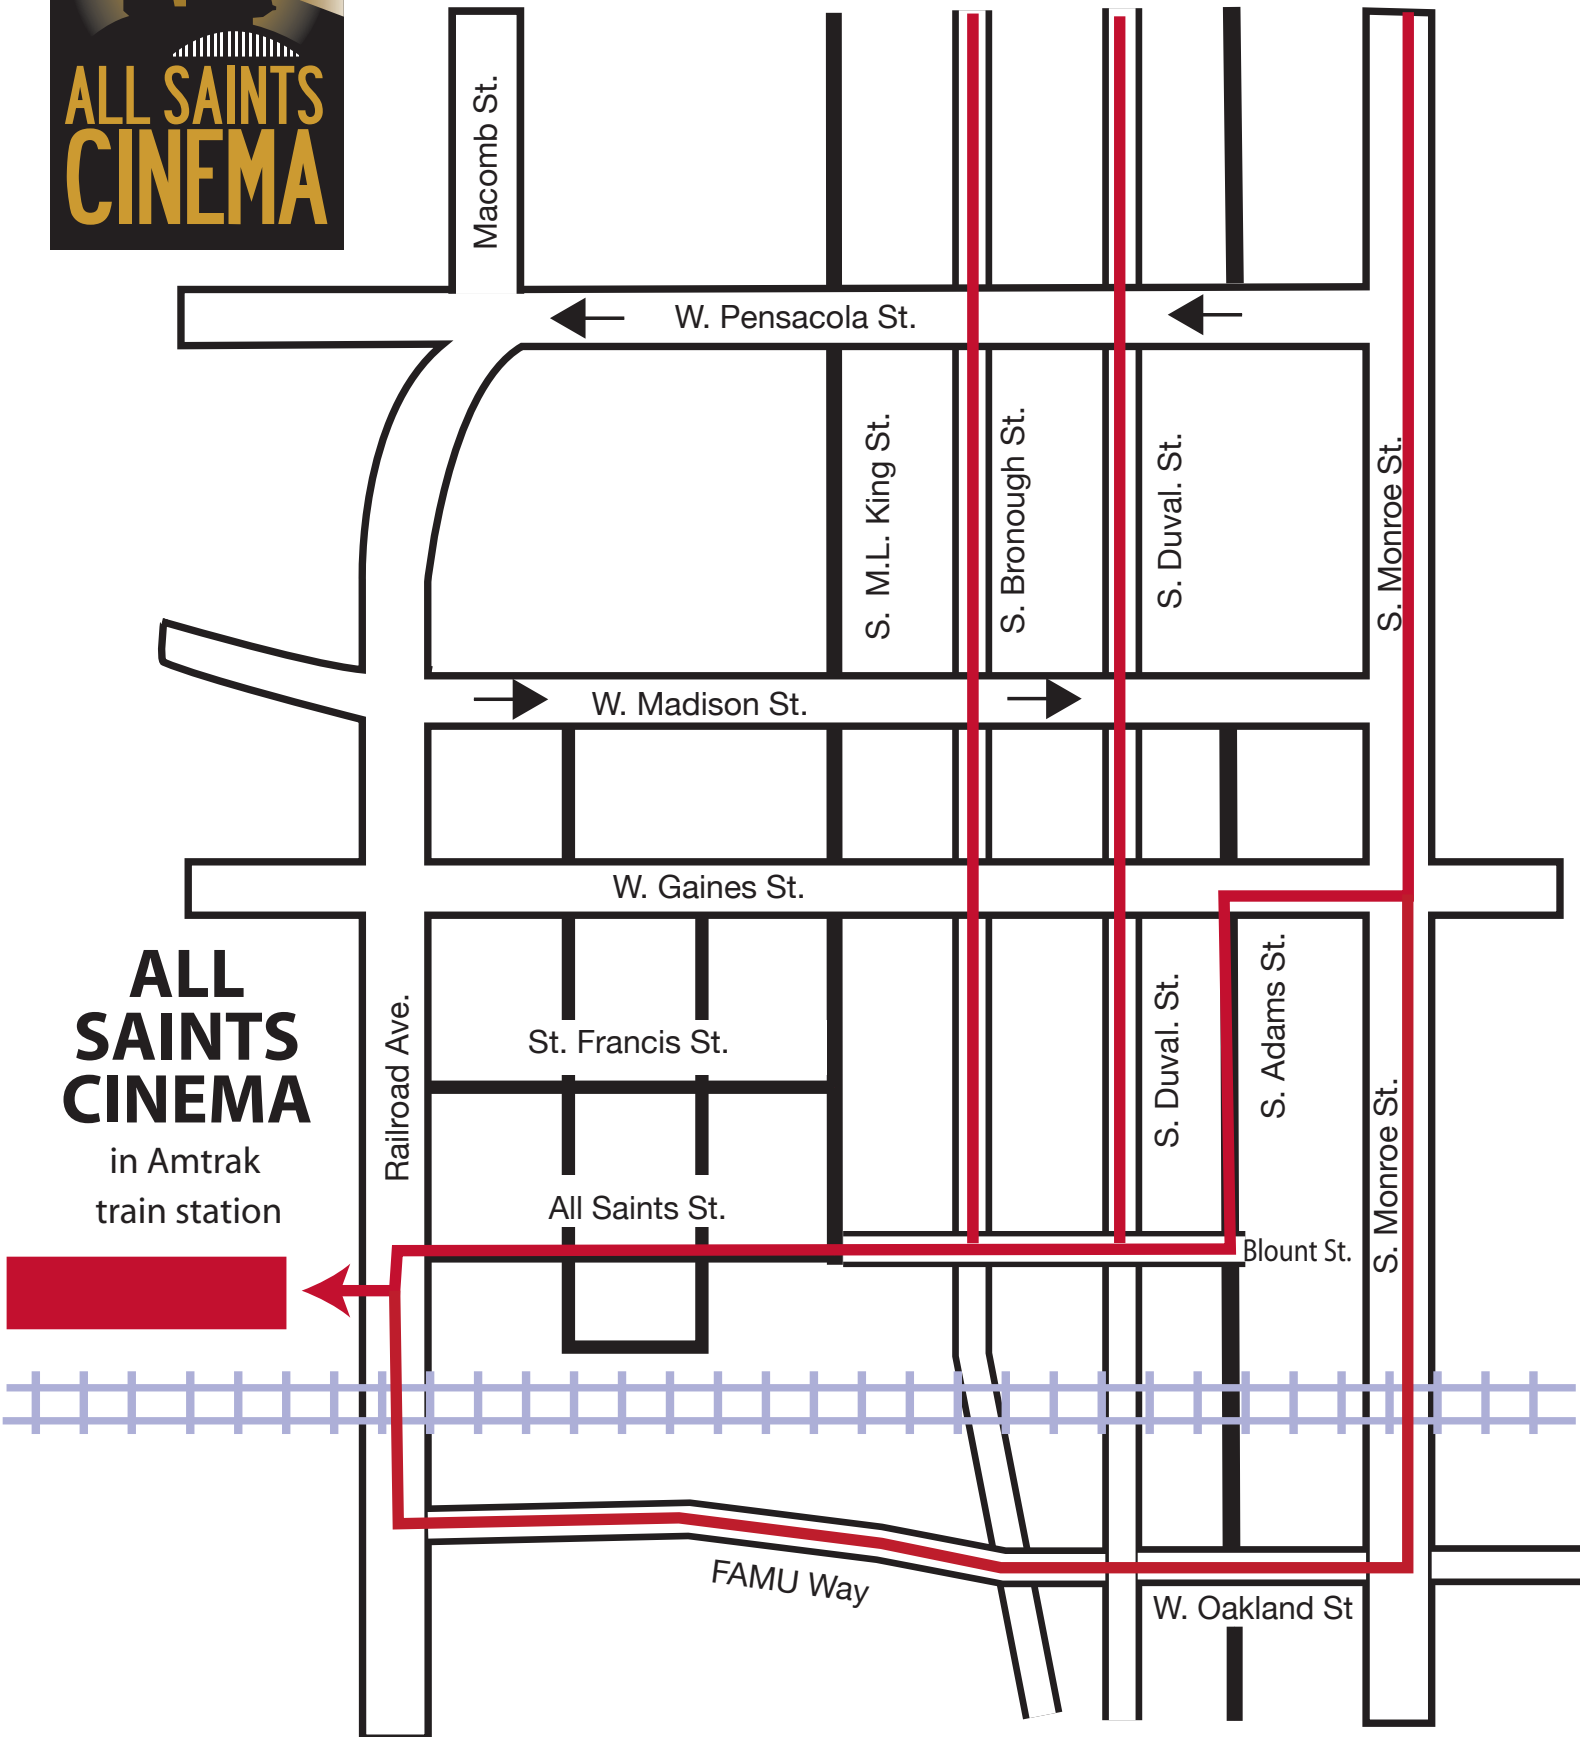 ALL SAINTS
CINEMA
Macomb St.
W. Pensacola St.
S. M.L. King St.
S. Bronough St.
S. Duval. St.
S. Monroe St.
W. Madison St.
W. Gaines St.
ALL
SAINTS
CINEMA
in Amtrak
train station
Railroad Ave.
St. Francis St.
All Saints St.
S. Duval. St.
S. Adams St.
S. Monroe St.
Blount St.
FAMU Way
W. Oakland St